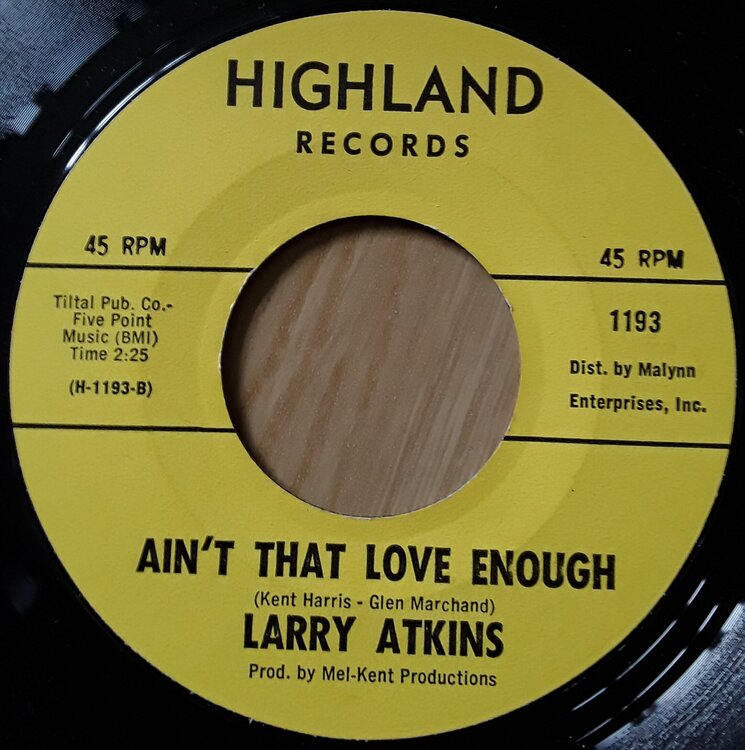 HIGHLAND
RECORDS
45 RPM
45 RPM
Tiltal Pub. Co.-
Five Point
Music (BMI)
Time 2:25
(H-1193-B)
1193
Dist. by Malynn
Enterprises, Inc.
AIN'T THAT LOVE ENOUGH
(Kent Harris - Glen Marchand)
LARRY ATKINS
Prod. by Mel-Kent Productions